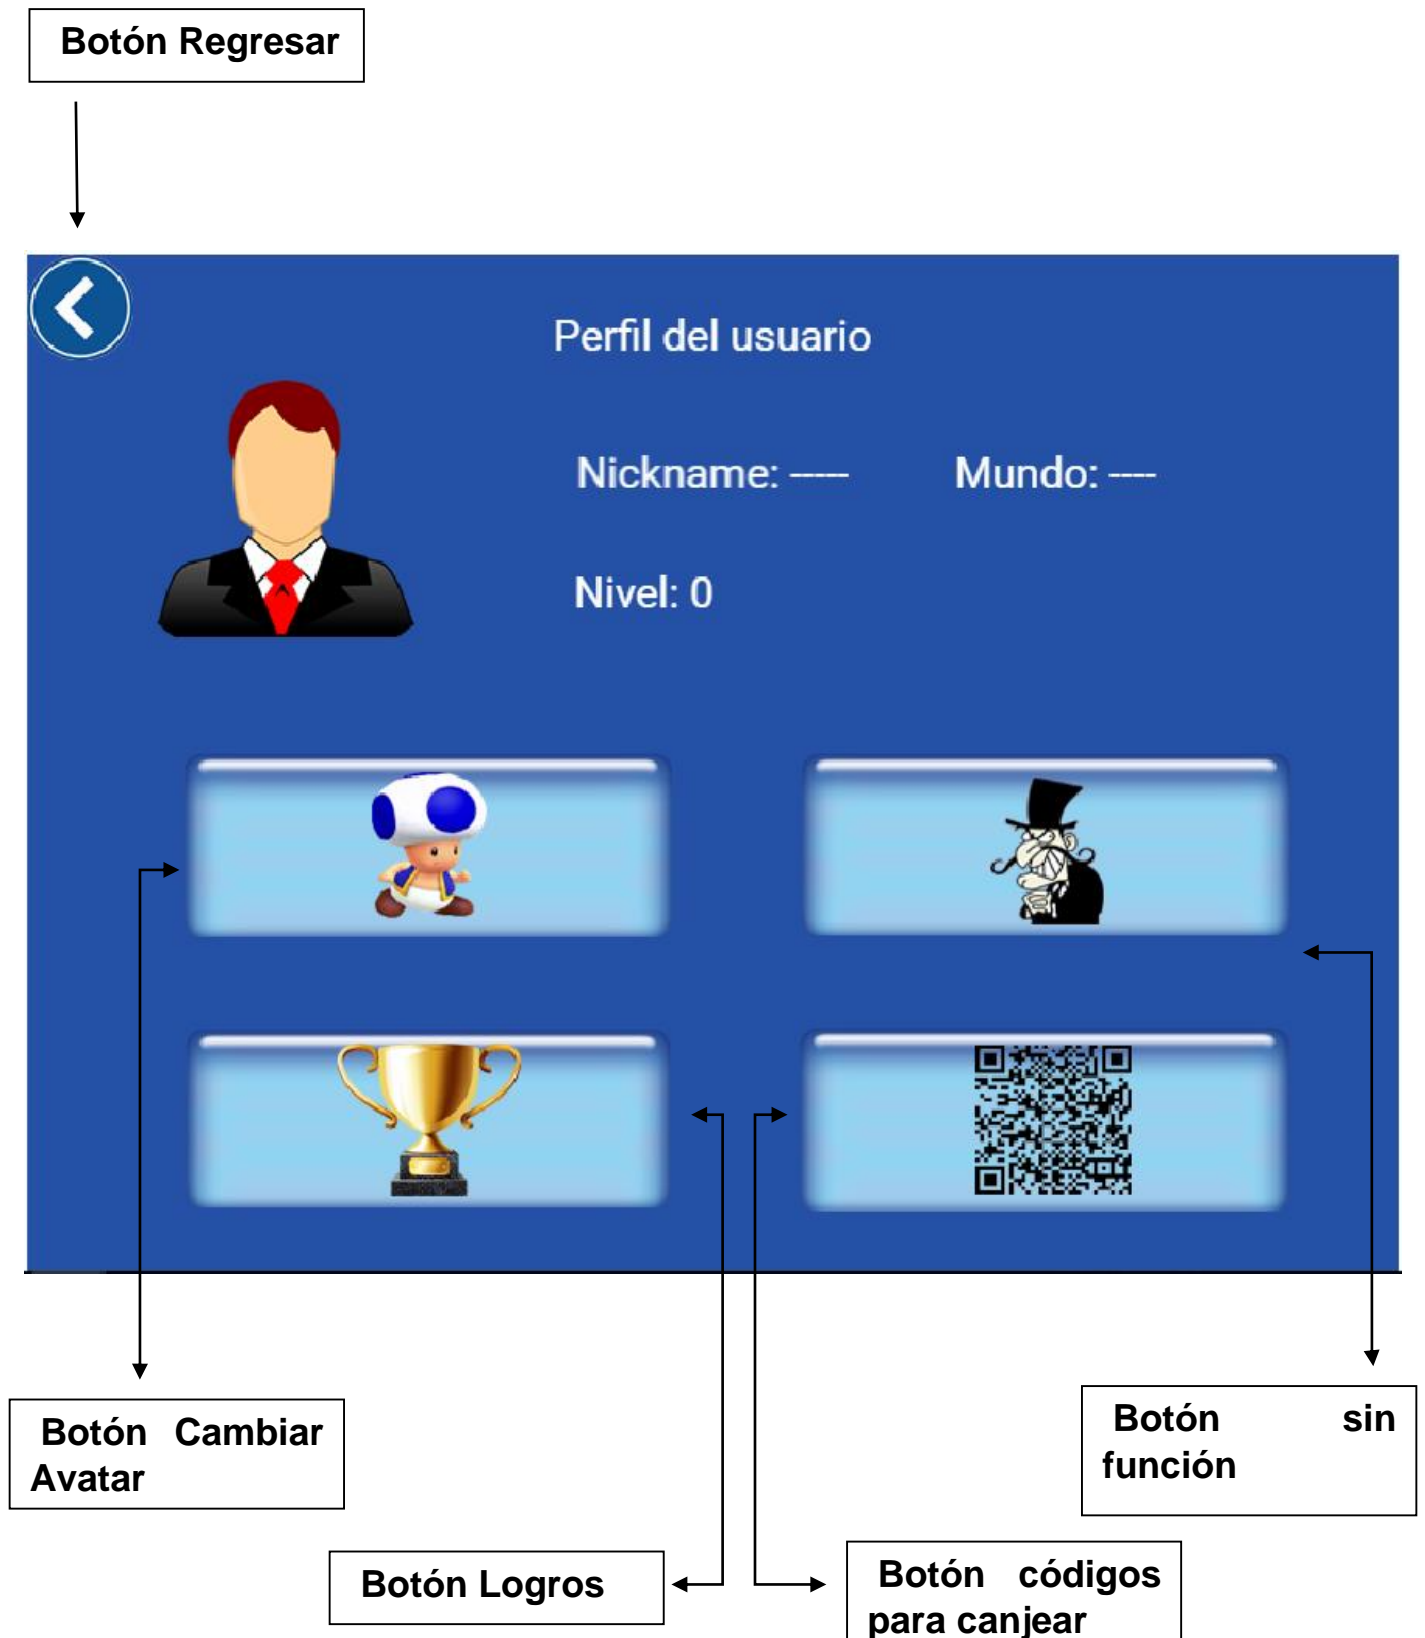 Botón Regresar
Perfil del usuario
Nickname: ----- Mundo: ----
Nivel: 0
Botón Cambiar
Avatar
Botón sin
función
Botón Logros
Botón códigos
para canjear